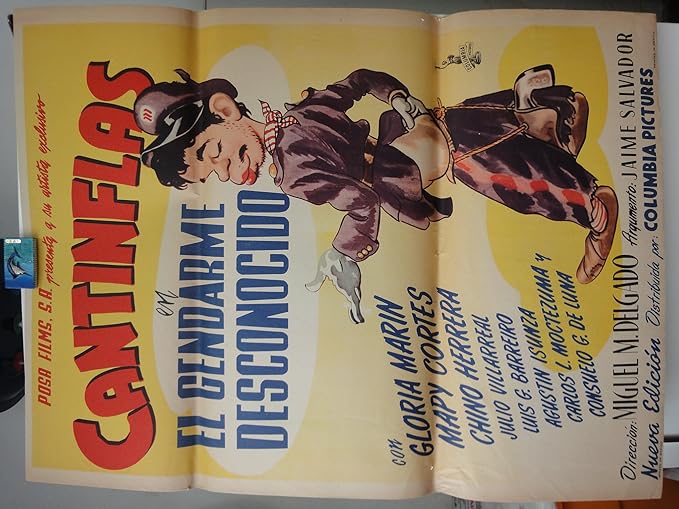 POSA FILMS, S.A. presenta a su artista exclusivo
CANTINFLAS
en
EL GENDARME
DESCONOCIDO
con
GLORIA MARIN
MAPY CORTES
CHINO HERRERA
JULIO VILLARREAL
LUIS G. BARREIRO
AGUSTIN ISUNZA
CARLOS L. MOCTEZUMA y
CONSUELO G. DE LUNA
Dirección: MIGUEL M. DELGADO Argumento: JAIME SALVADOR
Nueva Edición Distribuida por: COLUMBIA PICTURES